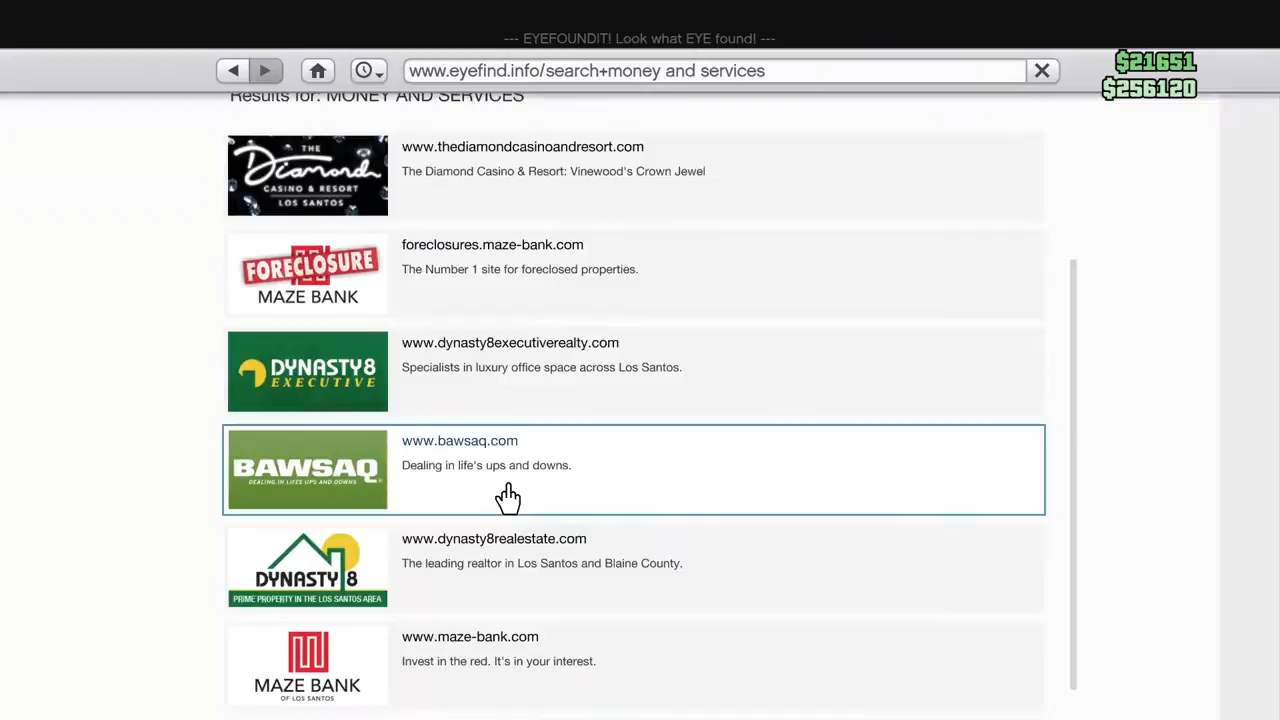 --- EYEFOUNDIT! Look what EYE found! ---
www.eyefind.info/search+money and services
$21651
$256120
Results for: MONEY AND SERVICES
THE
Diamond
CASINO & RESORT
LOS SANTOS
www.thediamondcasinoandresort.com
The Diamond Casino & Resort: Vinewood's Crown Jewel
FORECLOSURE
MAZE BANK
foreclosures.maze-bank.com
The Number 1 site for foreclosed properties.
DYNASTY8
EXECUTIVE
www.dynasty8executiverealty.com
Specialists in luxury office space across Los Santos.
BAWSAQ
DEALING IN LIFE'S UPS AND DOWNS
www.bawsaq.com
Dealing in life's ups and downs.
DYNASTY 8
PRIME PROPERTY IN THE LOS SANTOS AREA
www.dynasty8realestate.com
The leading realtor in Los Santos and Blaine County.
MAZE BANK
OF LOS SANTOS
www.maze-bank.com
Invest in the red. It's in your interest.